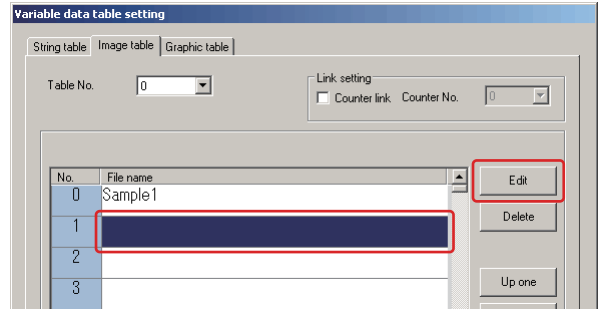 Variable data table setting
String table Image table Graphic table
Table No. 0 Link setting
Counter link Counter No. 0
No. File name
0 Sample1
1
2
3
Edit
Delete
Up one